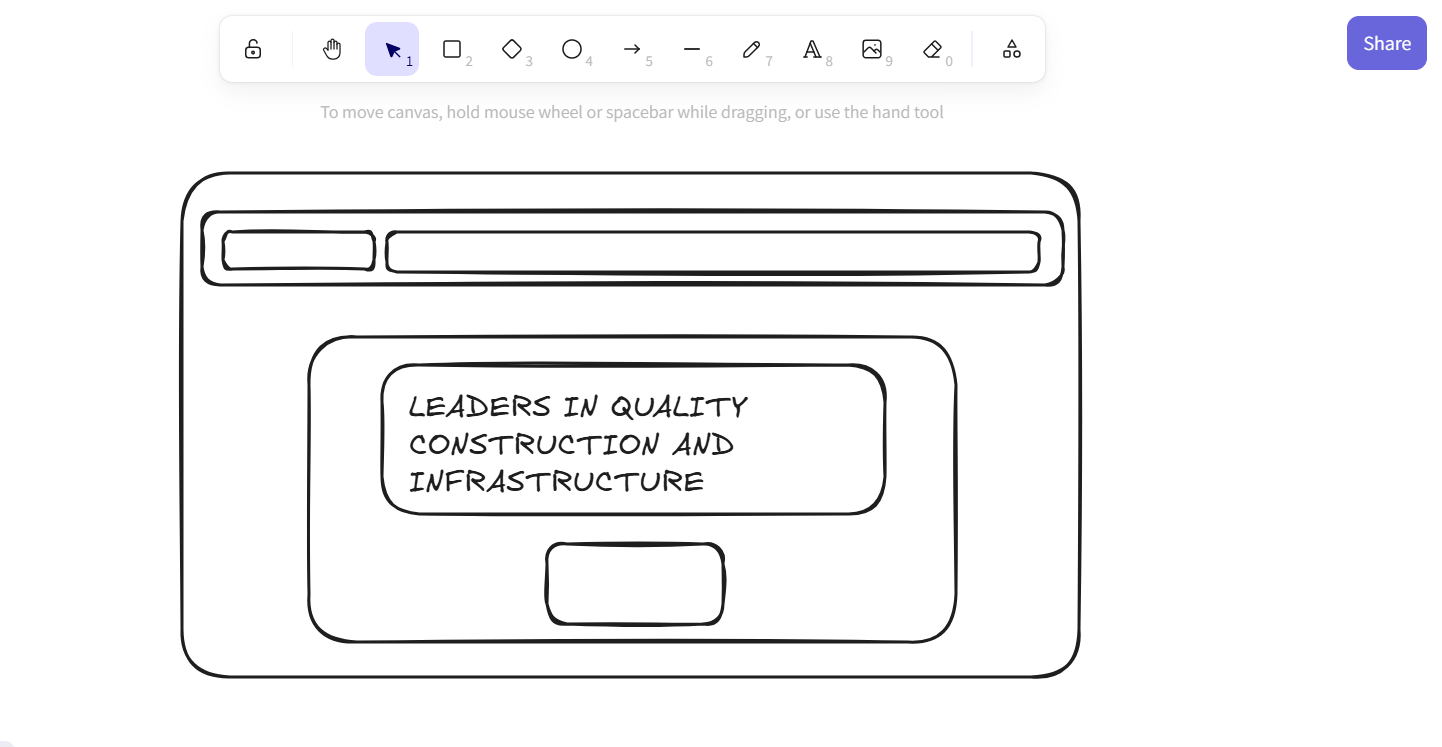 1
2
3
4
5
6
7
8
9
0
Share
To move canvas, hold mouse wheel or spacebar while dragging, or use the hand tool
LEADERS IN QUALITY
CONSTRUCTION AND
INFRASTRUCTURE